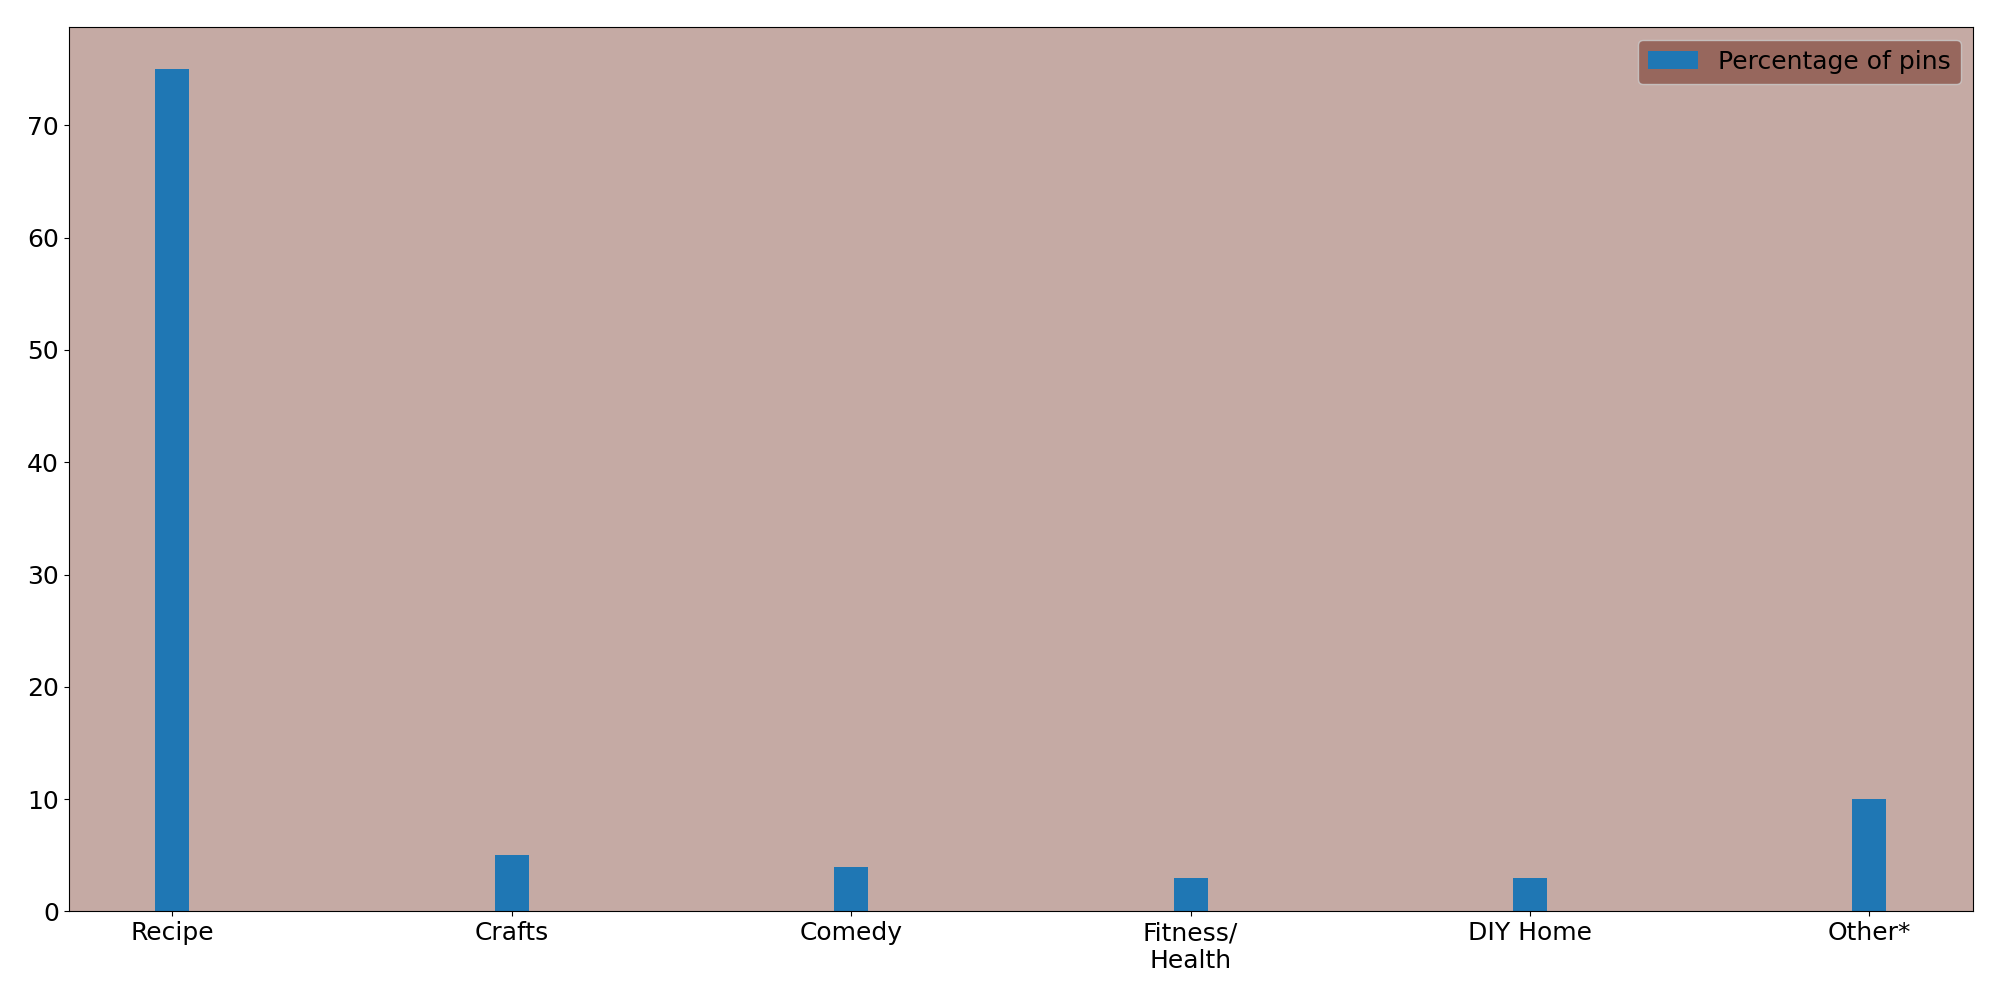 Percentage of pins
70
60
50
40
30
20
10
0
Recipe
Crafts
Comedy
Fitness/
Health
DIY Home
Other*